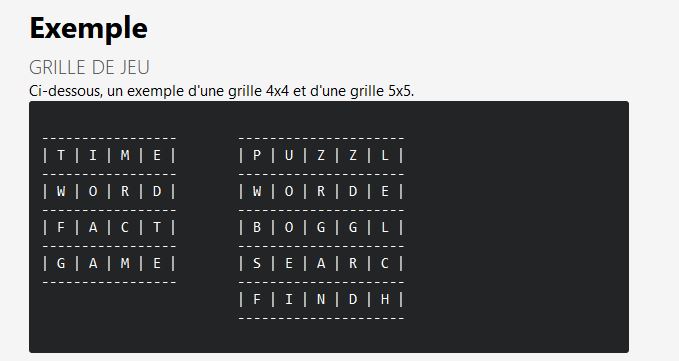 Exemple
GRILLE DE JEU
Ci-dessous, un exemple d'une grille 4x4 et d'une grille 5x5.
-----------------        ---------------------
| T | I | M | E |        | P | U | Z | Z | L |
-----------------        ---------------------
| W | O | R | D |        | W | O | R | D | E |
-----------------        ---------------------
| F | A | C | T |        | B | O | G | G | L |
-----------------        ---------------------
| G | A | M | E |        | S | E | A | R | C |
-----------------        ---------------------
                         | F | I | N | D | H |
                         ---------------------